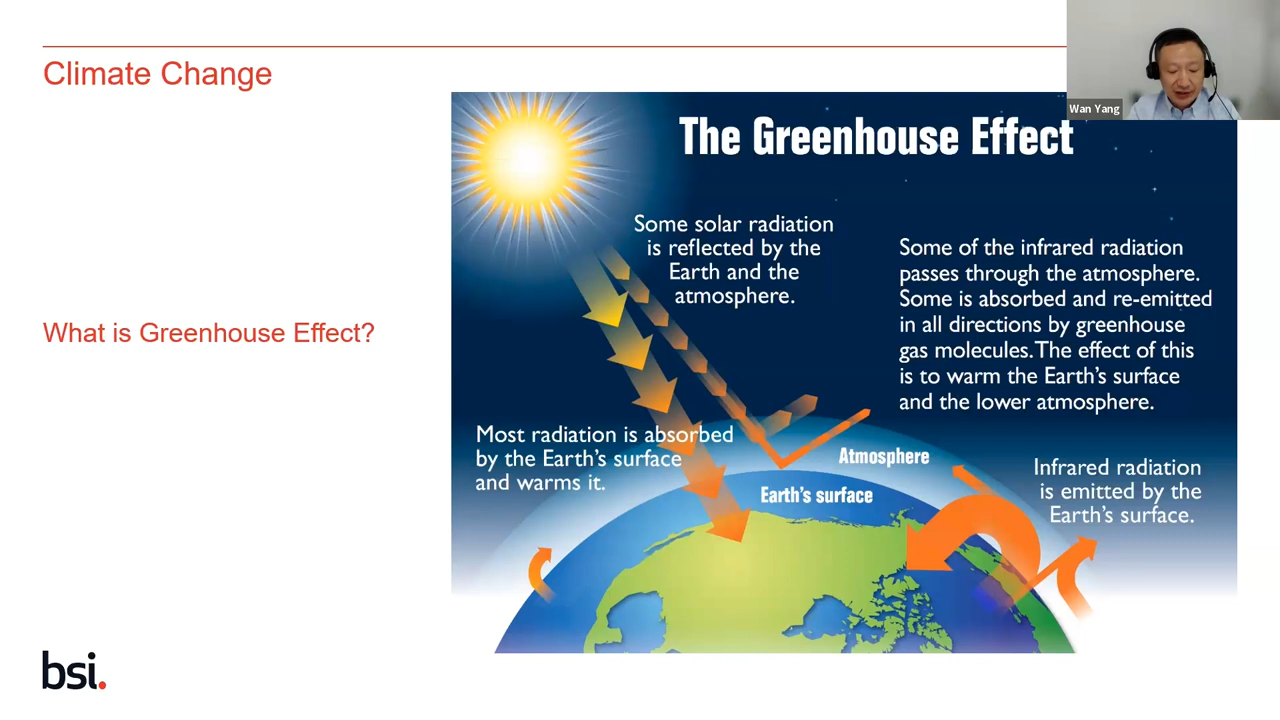 Climate Change
Wan Yang
The Greenhouse Effect
Some solar radiation
is reflected by the
Earth and the
atmosphere.
Some of the infrared radiation
passes through the atmosphere.
Some is absorbed and re-emitted
in all directions by greenhouse
gas molecules. The effect of this
is to warm the Earth's surface
and the lower atmosphere.
What is Greenhouse Effect?
Most radiation is absorbed
by the Earth's surface
and warms it.
Atmosphere
Earth's surface
Infrared radiation
is emitted by the
Earth's surface.
bsi.